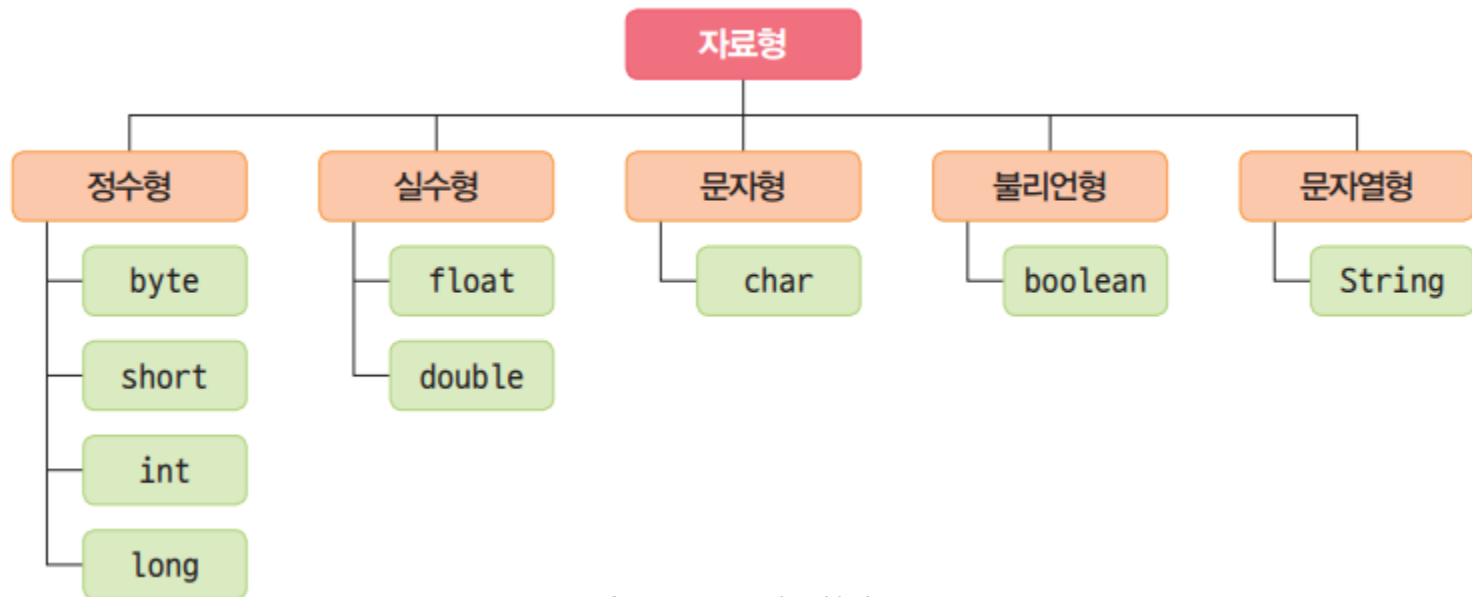 자료형
정수형 실수형 문자형 불리언형 문자열형
byte float char boolean String
short double
int
long